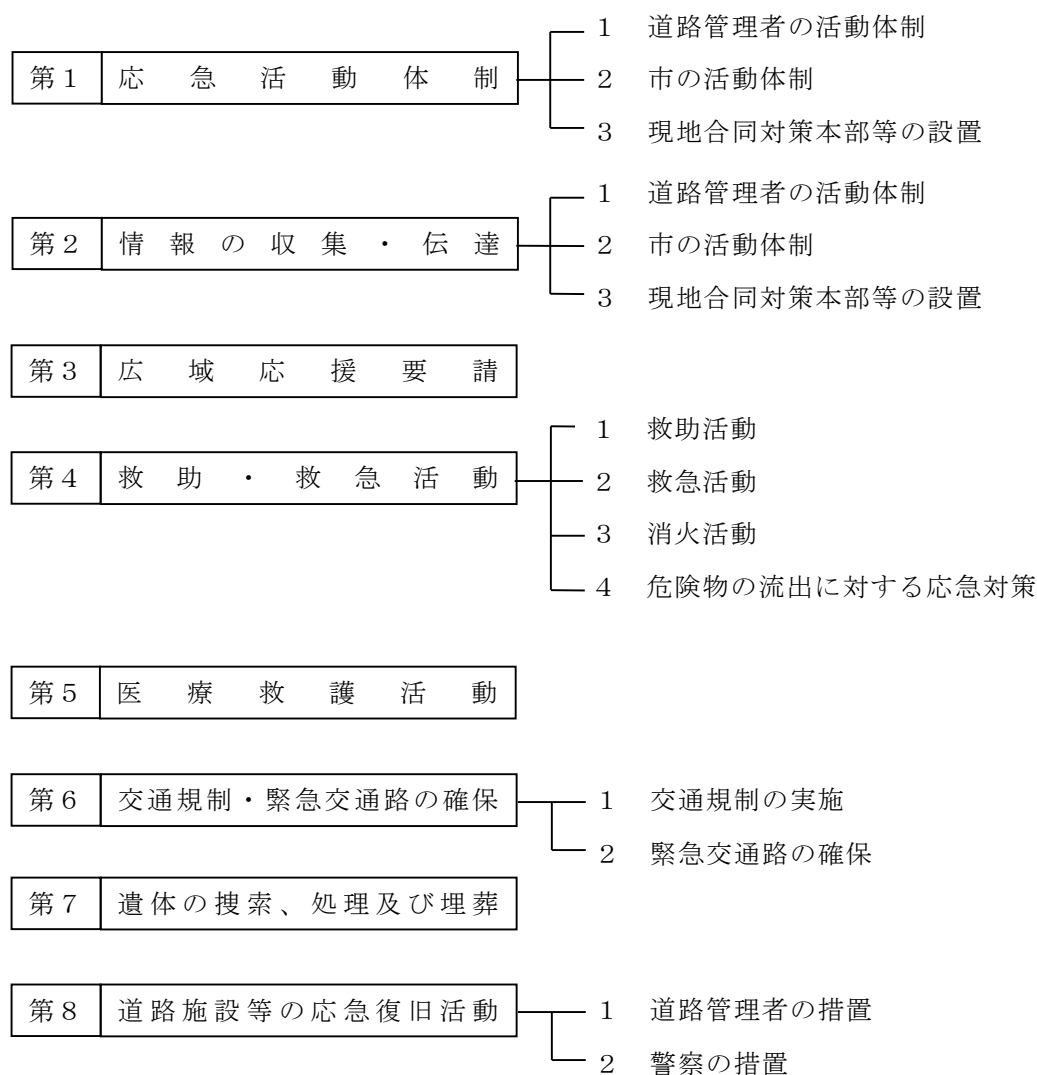 １　道路管理者の活動体制
第１　応急活動体制　２　市の活動体制
３　現地合同対策本部等の設置
１　道路管理者の活動体制
第２　情報の収集・伝達　２　市の活動体制
３　現地合同対策本部等の設置
第３　広域応援要請
１　救助活動
第４　救助・救急活動　２　救急活動
３　消火活動
４　危険物の流出に対する応急対策
第５　医療救護活動
第６　交通規制・緊急交通路の確保　１　交通規制の実施
２　緊急交通路の確保
第７　遺体の捜索、処理及び埋葬
第８　道路施設等の応急復旧活動　１　道路管理者の措置
２　警察の措置